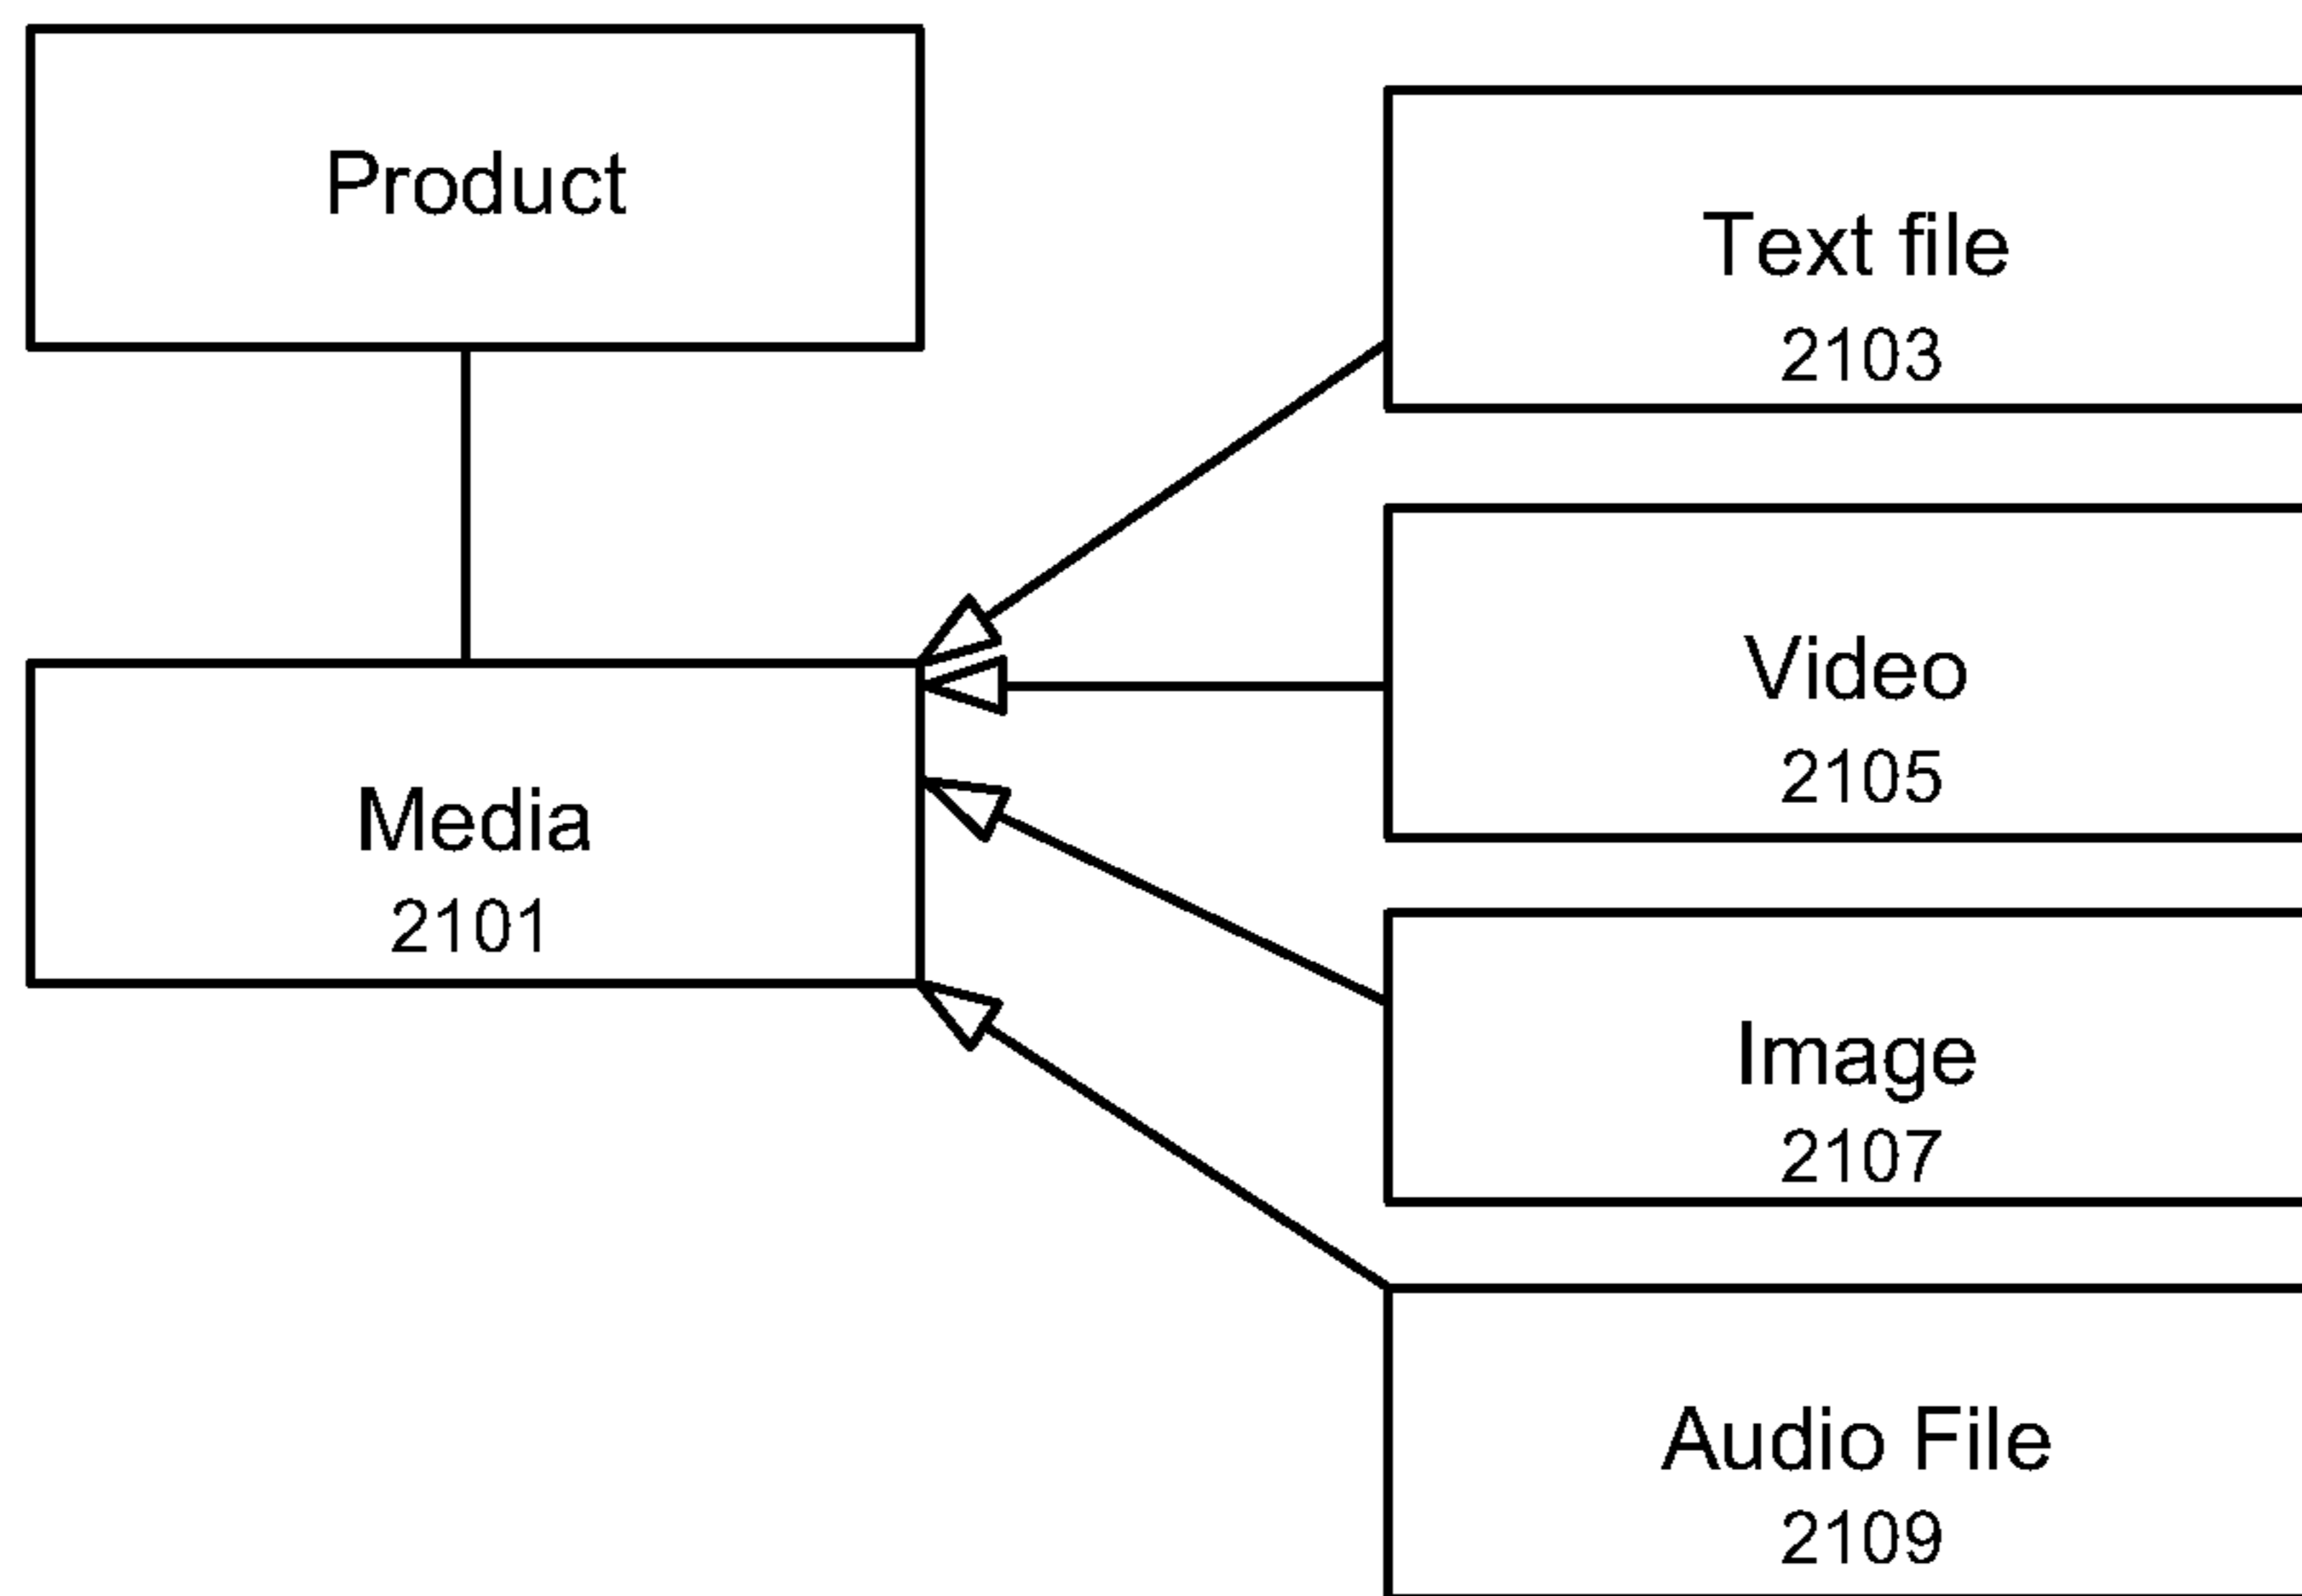 Product
Media
2101
Text file
2103
Video
2105
Image
2107
Audio File
2109